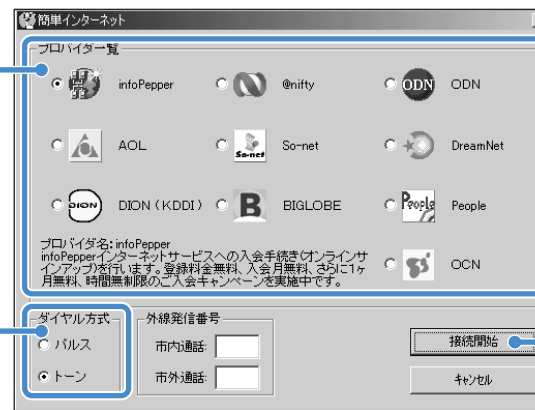 簡単インターネット
プロバイダ一覧
infoPepper
@nifty
ODN ODN
AOL
So-net So-net
DreamNet
DION DION (KDDI)
B BIGLOBE
People People
プロバイダ名: infoPepper
infoPepperインターネットサービスへの入会手続き(オンラインサ
インアップ)を行います。登録料金無料、入会月無料、さらに1ヶ
月無料、時間無制限のご入会キャンペーンを実施中です。
OCN
ダイヤル方式
パルス
トーン
外線発信番号
市内通話:
市外通話:
接続開始
キャンセル